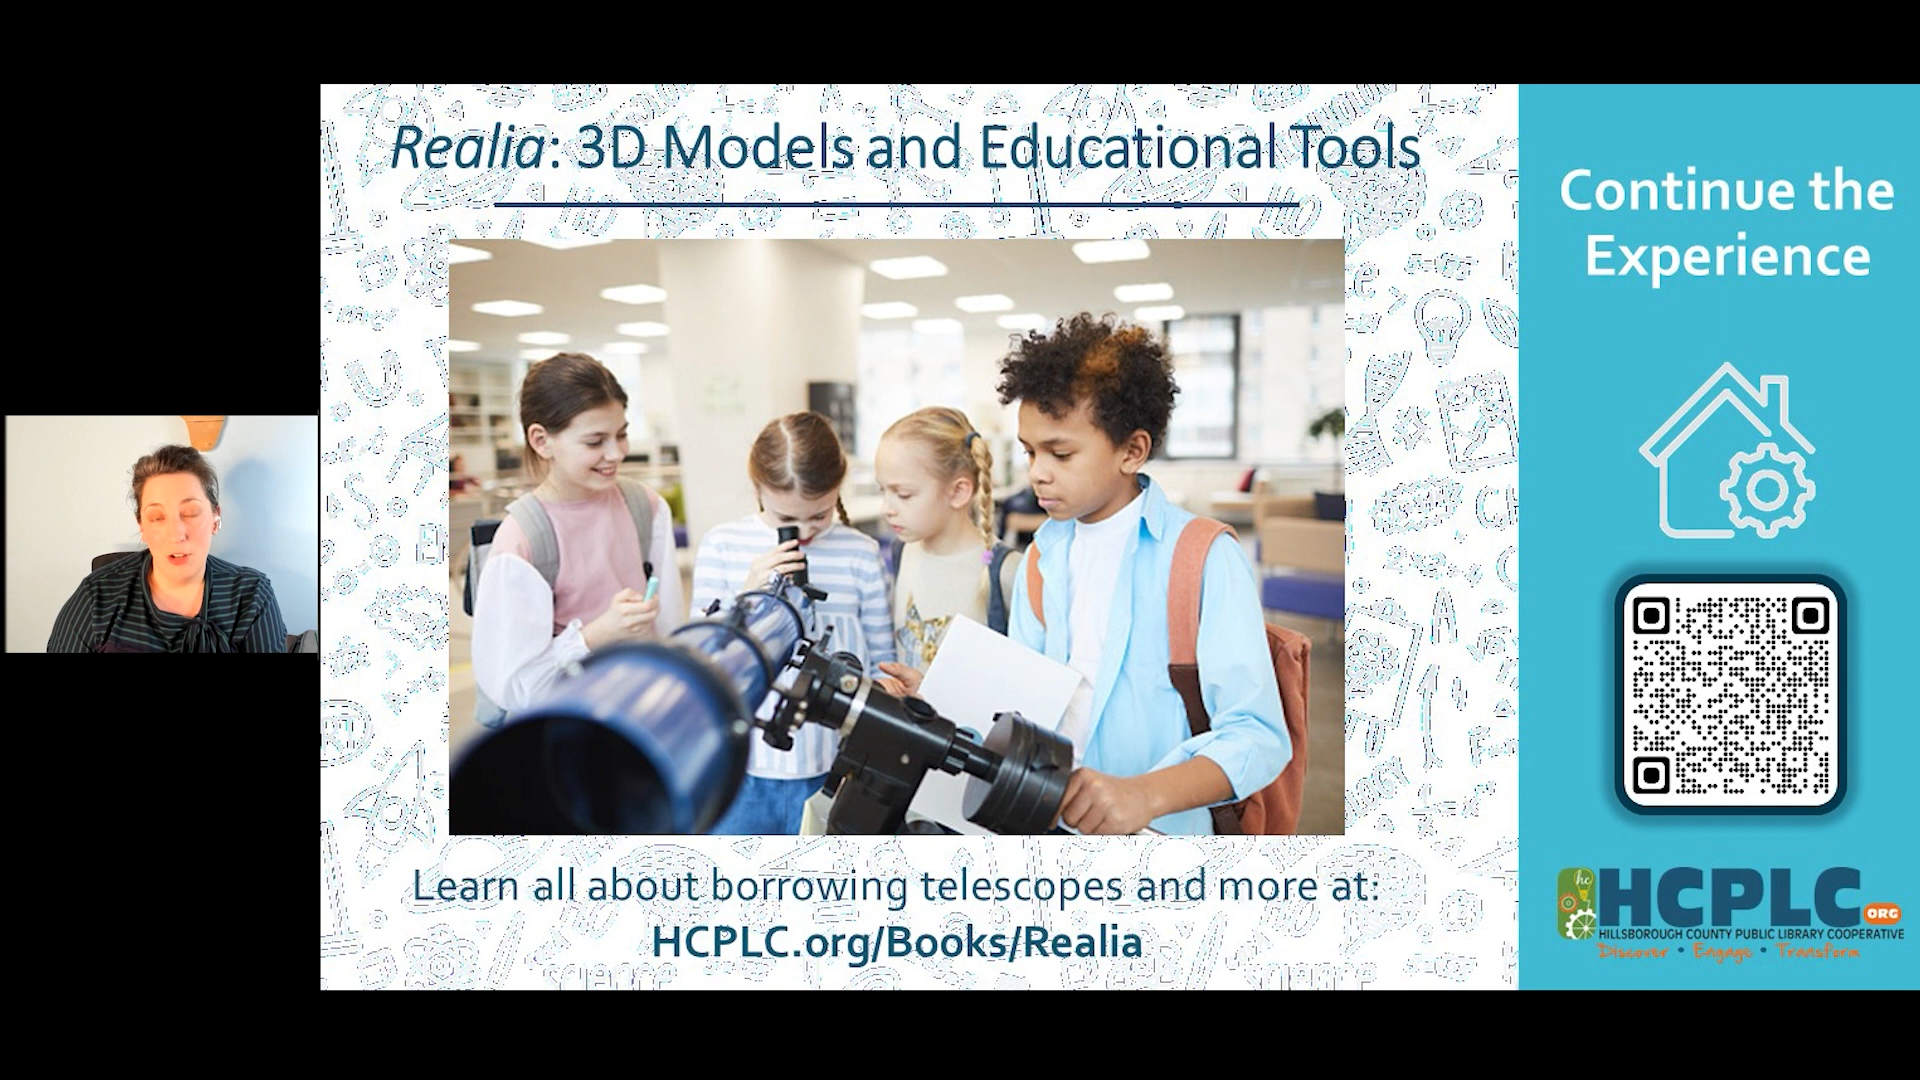 Realia: 3D Models and Educational Tools
Learn all about borrowing telescopes and more at:
HCPLC.org/Books/Realia
Continue the
Experience
hc
HCPLC.ORG
HILLSBOROUGH COUNTY PUBLIC LIBRARY COOPERATIVE
Discover • Engage • Transform